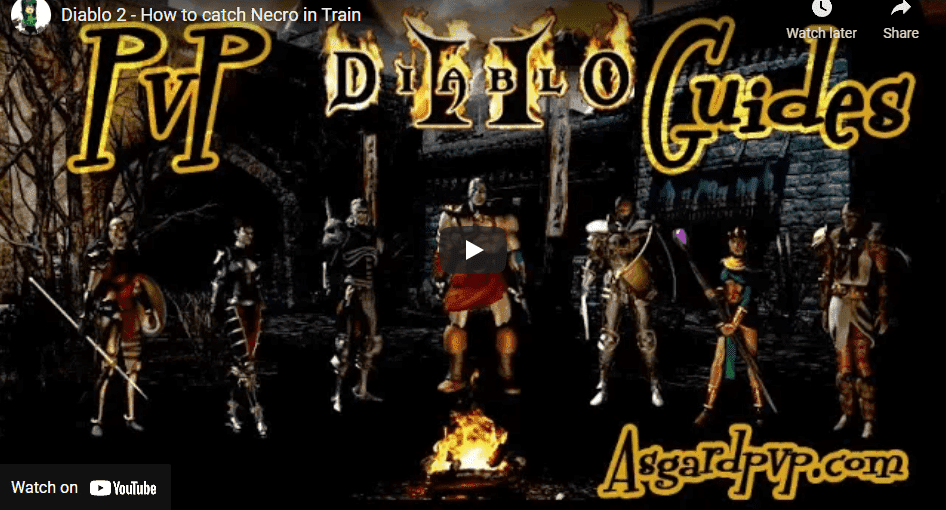 Diablo 2 - How to catch Necro in Train
Watch later
Share
PvP
DIABLO
II
Guides
Asgardpvp.com
Watch on YouTube